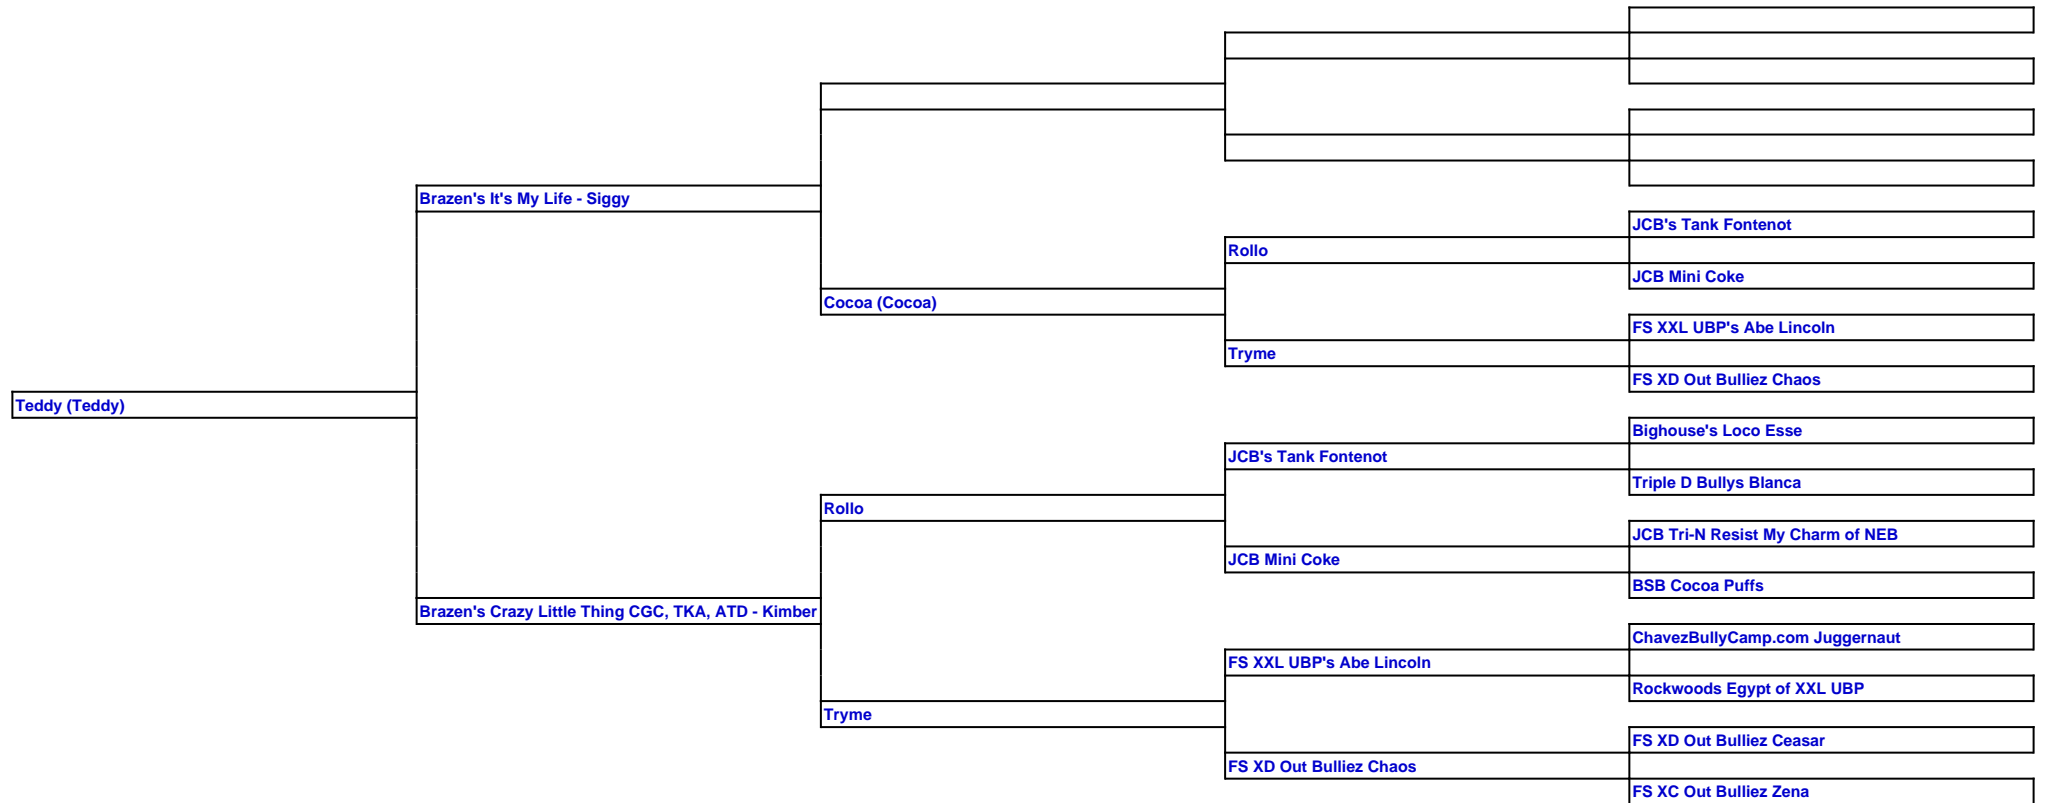 Brazen's It's My Life - Siggy
JCB's Tank Fontenot
Rollo
JCB Mini Coke
Cocoa (Cocoa)
FS XXL UBP's Abe Lincoln
Tryme
FS XD Out Bulliez Chaos
Teddy (Teddy)
Bighouse's Loco Esse
JCB's Tank Fontenot
Triple D Bullys Blanca
Rollo
JCB Tri-N Resist My Charm of NEB
JCB Mini Coke
BSB Cocoa Puffs
Brazen's Crazy Little Thing CGC, TKA, ATD - Kimber
ChavezBullyCamp.com Juggernaut
FS XXL UBP's Abe Lincoln
Rockwoods Egypt of XXL UBP
Tryme
FS XD Out Bulliez Ceasar
FS XD Out Bulliez Chaos
FS XC Out Bulliez Zena